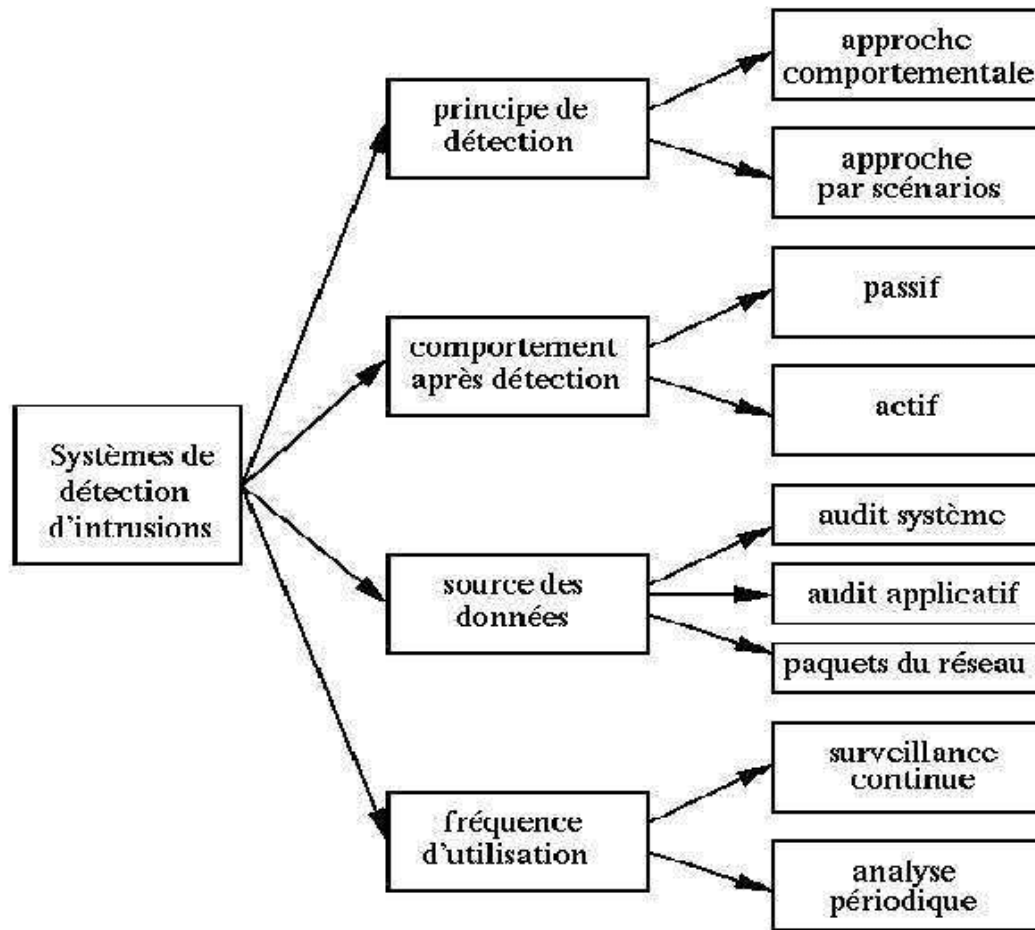 Systèmes de
détection
d'intrusions
principe de
détection
approche
comportementale
approche
par scénarios
comportement
après détection
passif
actif
source des
données
audit système
audit applicatif
paquets du réseau
fréquence
d'utilisation
surveillance
continue
analyse
périodique